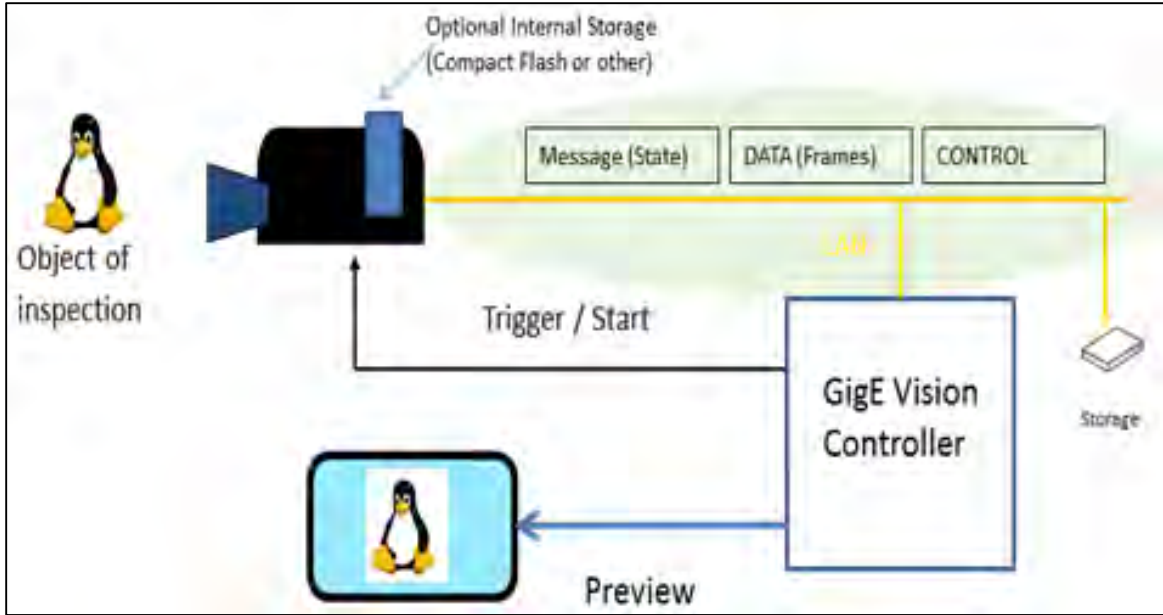 Optional Internal Storage
(Compact Flash or other)
Message (State)
DATA (Frames)
CONTROL
Object of
inspection
LAN
Trigger / Start
GigE Vision
Controller
Storage
Preview